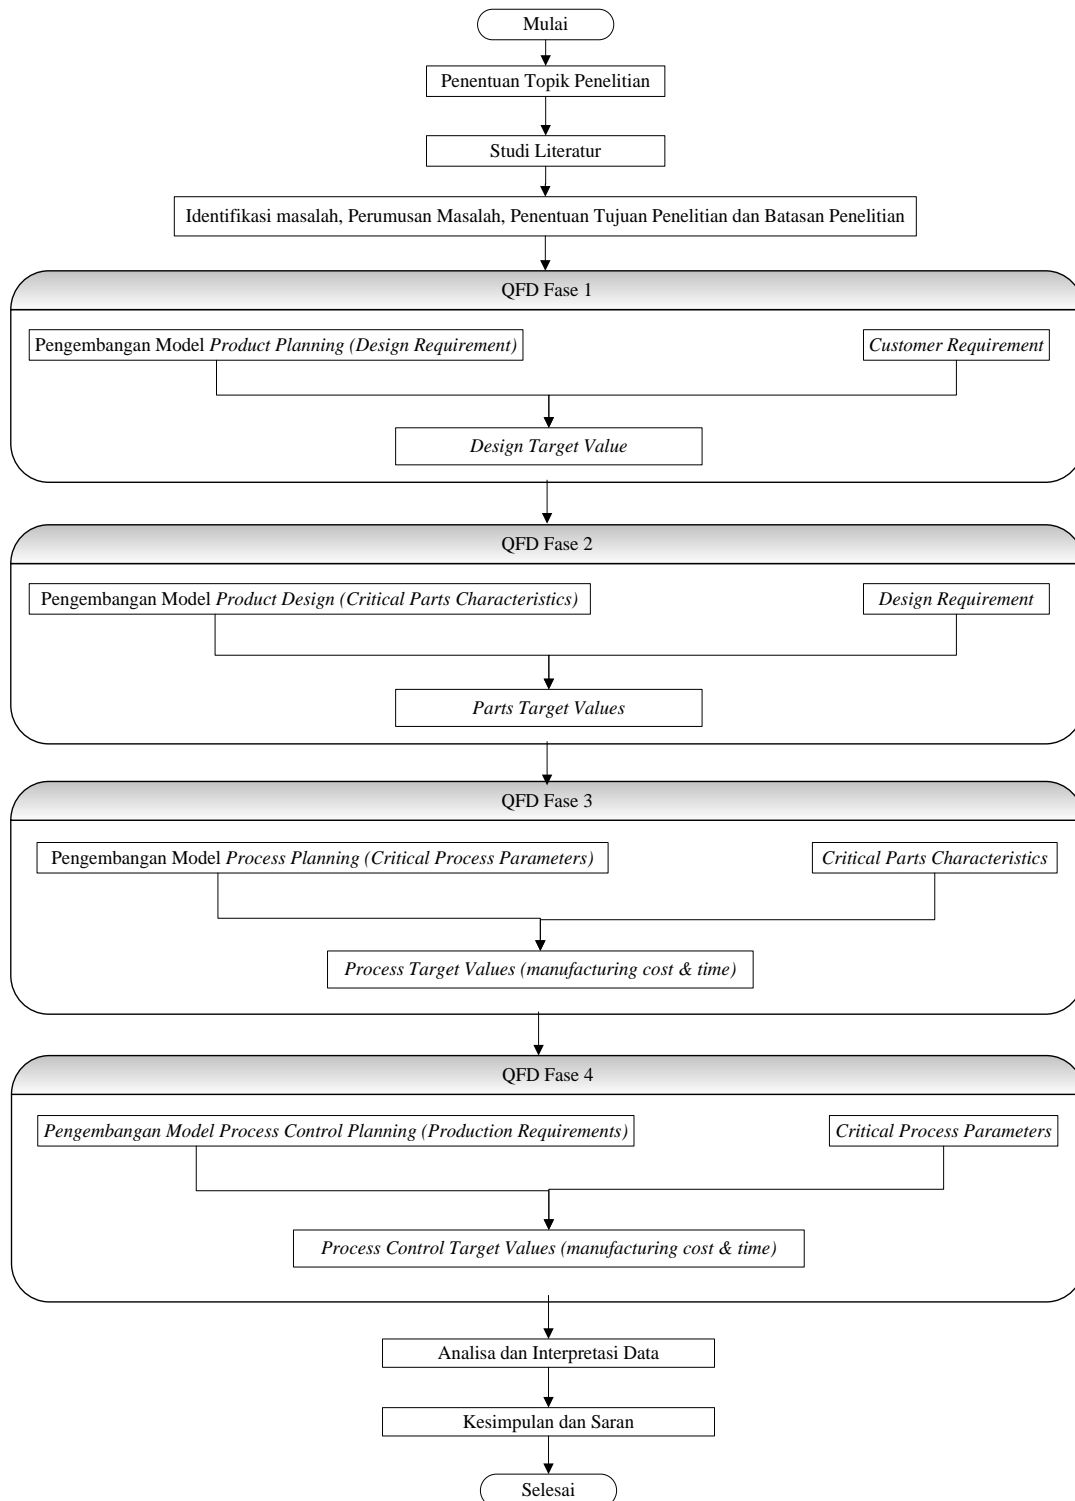 Mulai
Penentuan Topik Penelitian
Studi Literatur
Identifikasi masalah, Perumusan Masalah, Penentuan Tujuan Penelitian dan Batasan Penelitian
QFD Fase 1
Pengembangan Model Product Planning (Design Requirement)
Customer Requirement
Design Target Value
QFD Fase 2
Pengembangan Model Product Design (Critical Parts Characteristics)
Design Requirement
Parts Target Values
QFD Fase 3
Pengembangan Model Process Planning (Critical Process Parameters)
Critical Parts Characteristics
Process Target Values (manufacturing cost & time)
QFD Fase 4
Pengembangan Model Process Control Planning (Production Requirements)
Critical Process Parameters
Process Control Target Values (manufacturing cost & time)
Analisa dan Interpretasi Data
Kesimpulan dan Saran
Selesai